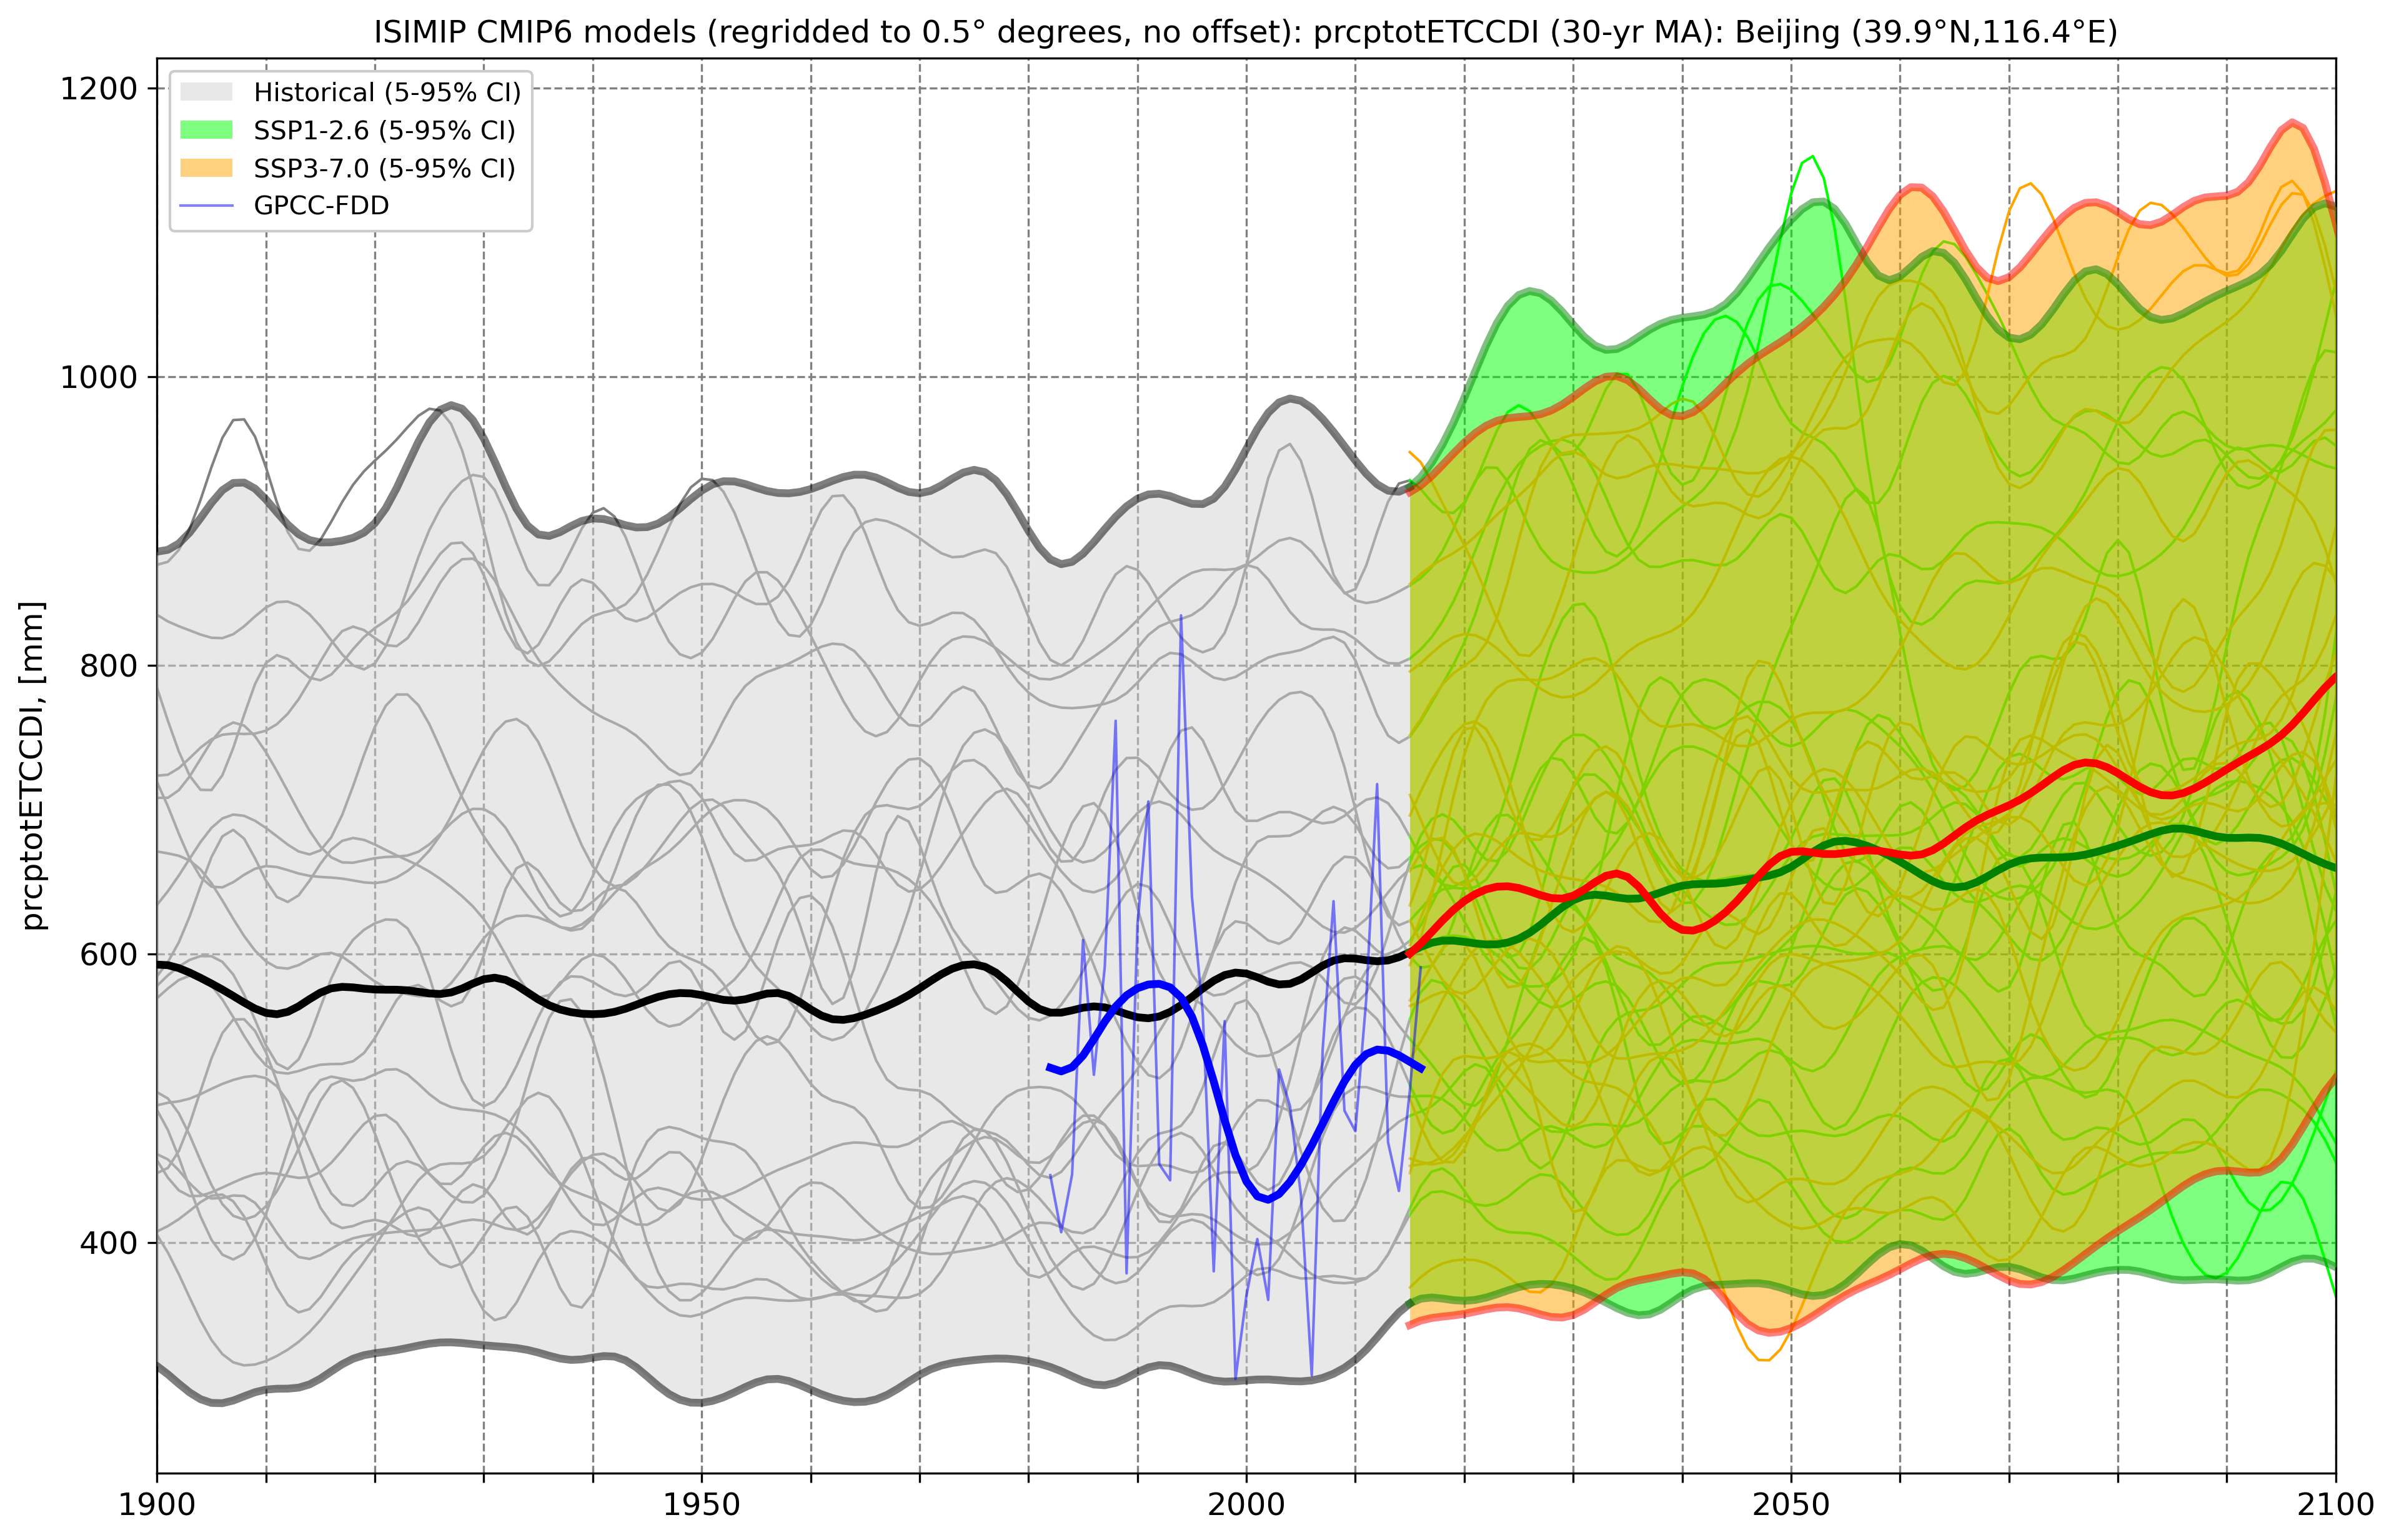 ISIMIP CMIP6 models (regridded to 0.5° degrees, no offset): prcptotETCCDI (30-yr MA): Beijing (39.9°N,116.4°E)
Historical (5-95% CI)
SSP1-2.6 (5-95% CI)
SSP3-7.0 (5-95% CI)
GPCC-FDD
prcptotETCCDI, [mm]
1200
1000
800
600
400
1900 1950 2000 2050 2100